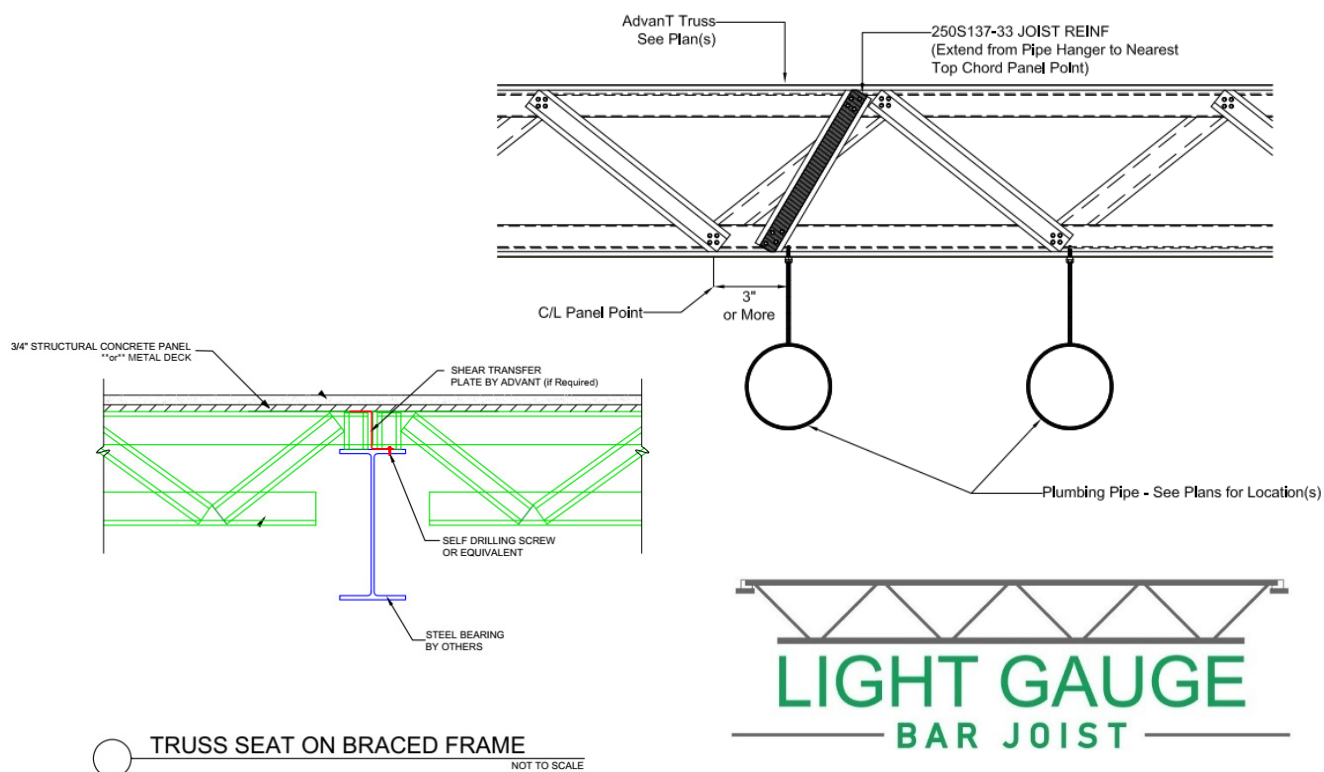 AdvanT Truss
See Plan(s)
250S137-33 JOIST REINF
(Extend from Pipe Hanger to Nearest
Top Chord Panel Point)
C/L Panel Point
3"
or More
Plumbing Pipe - See Plans for Location(s)
3/4" STRUCTURAL CONCRETE PANEL
**or** METAL DECK
SHEAR TRANSFER
PLATE BY ADVANT (if Required)
SELF DRILLING SCREW
OR EQUIVALENT
STEEL BEARING
BY OTHERS
TRUSS SEAT ON BRACED FRAME
NOT TO SCALE
LIGHT GAUGE
BAR JOIST